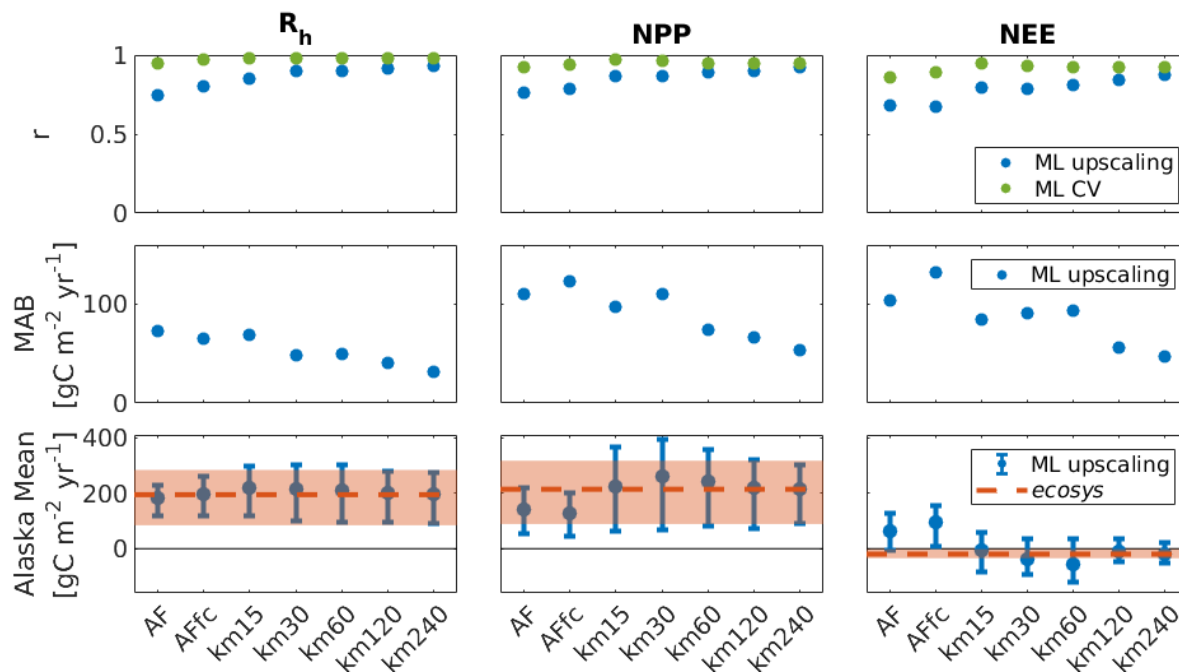 R_h NPP NEE
1
0.5
0
r
ML upscaling
ML CV
100
0
MAB
[gC m^-2 yr^-1]
ML upscaling
400
200
0
Alaska Mean
[gC m^-2 yr^-1]
ML upscaling
ecosys
AF AFfc km15 km30 km60 km120 km240
AF AFfc km15 km30 km60 km120 km240
AF AFfc km15 km30 km60 km120 km240